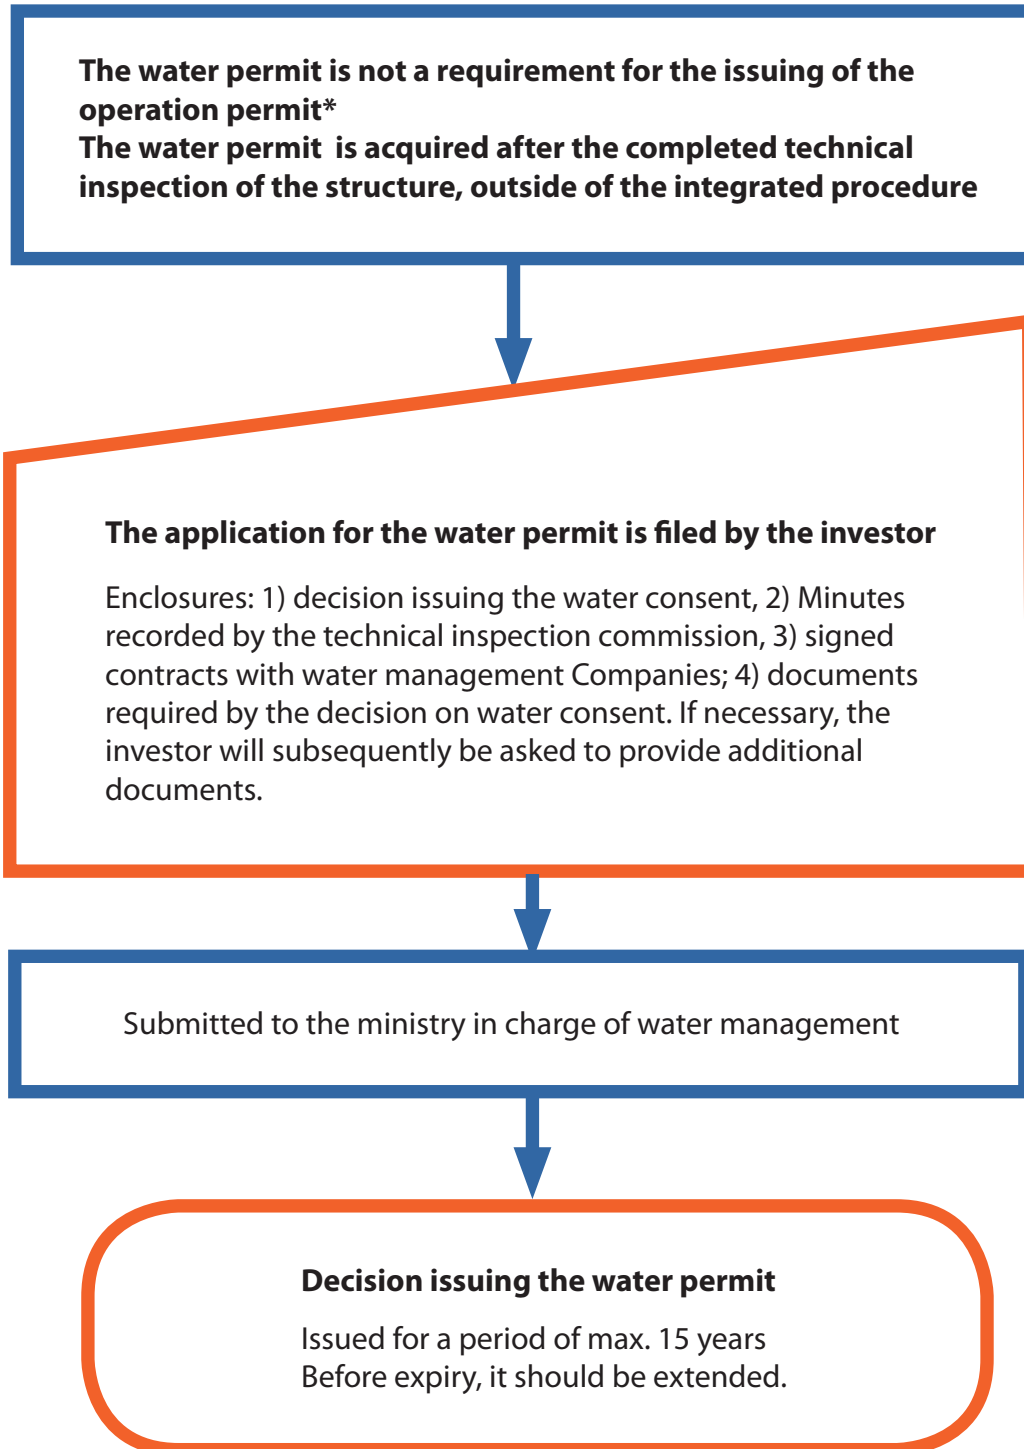 The water permit is not a requirement for the issuing of the
operation permit*
The water permit  is acquired after the completed technical
inspection of the structure, outside of the integrated procedure
The application for the water permit is filed by the investor
Enclosures: 1) decision issuing the water consent, 2) Minutes
recorded by the technical inspection commission, 3) signed
contracts with water management Companies; 4) documents
required by the decision on water consent. If necessary, the
investor will subsequently be asked to provide additional
documents.
Submitted to the ministry in charge of water management
Decision issuing the water permit
Issued for a period of max. 15 years
Before expiry, it should be extended.